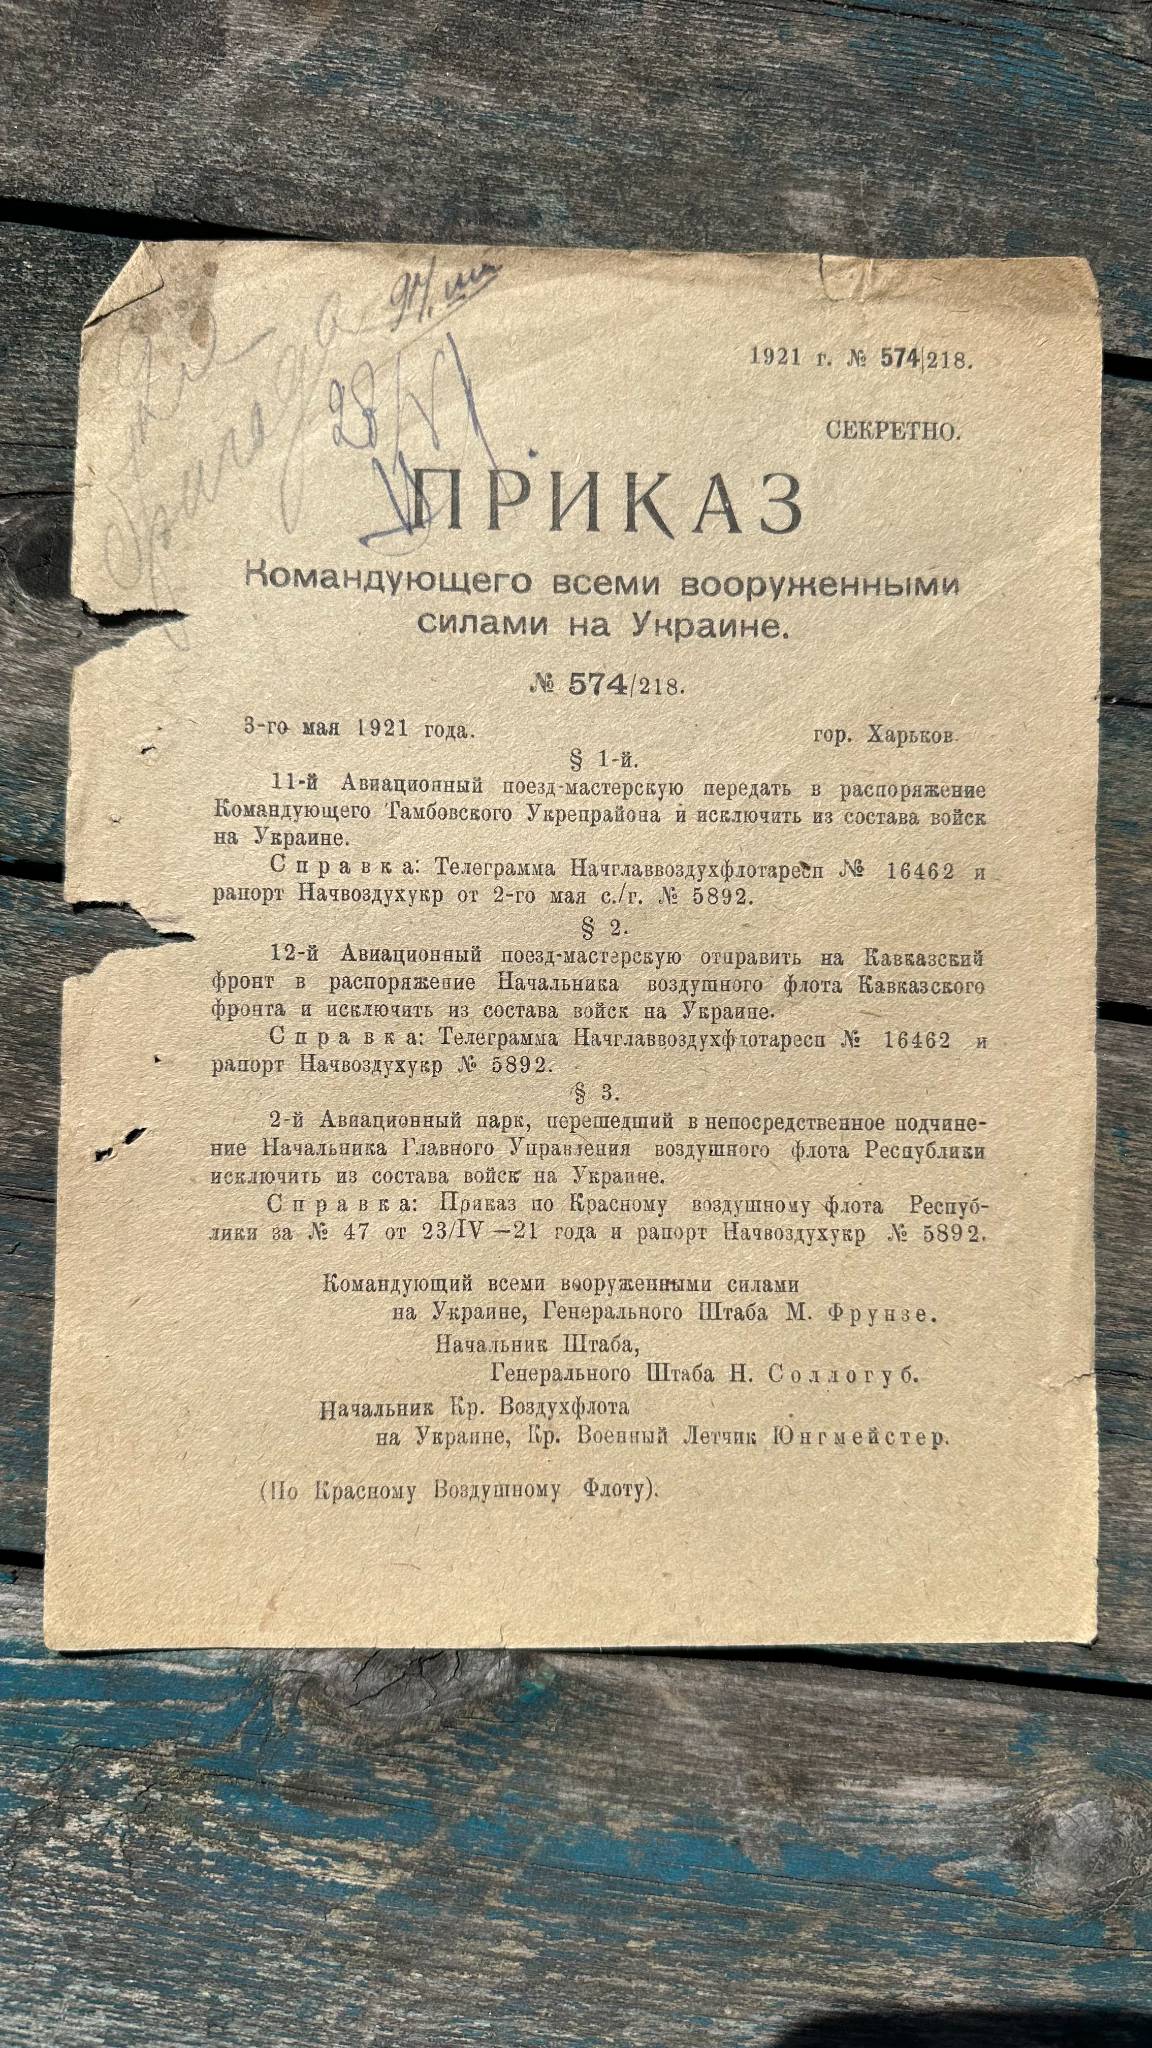 28/V
1921 г. № 574/218.
СЕКРЕТНО.
ПРИКАЗ
Командующего всеми вооруженными
силами на Украине.
№ 574/218.
3-го мая 1921 года. гор. Харьков.
§ 1-й.
11-й Авиационный поезд-мастерскую передать в распоряжение
Командующего Тамбовского Укрепрайона и исключить из состава войск
на Украине.
Справка: Телеграмма Начглаввоздухфлотаресп № 16462 и
рапорт Начвоздухукр от 2-го мая с./г. № 5892.
§ 2.
12-й Авиационный поезд-мастерскую отправить на Кавказский
фронт в распоряжение Начальника воздушного флота Кавказского
фронта и исключить из состава войск на Украине.
Справка: Телеграмма Начглаввоздухфлотаресп № 16462 и
рапорт Начвоздухукр № 5892.
§ 3.
2-й Авиационный парк, перешедший в непосредственное подчине-
ние Начальника Главного Управления воздушного флота Республики
исключить из состава войск на Украине.
Справка: Приказ по Красному воздушному флота Респуб-
лики за № 47 от 23/IV—21 года и рапорт Начвоздухукр № 5892.
Командующий всеми вооруженными силами
на Украине, Генерального Штаба М. Фрунзе.
Начальник Штаба,
Генерального Штаба Н. Соллогуб.
Начальник Кр. Воздухфлота
на Украине, Кр. Военный Летчик Юнгмейстер.
(По Красному Воздушному Флоту).